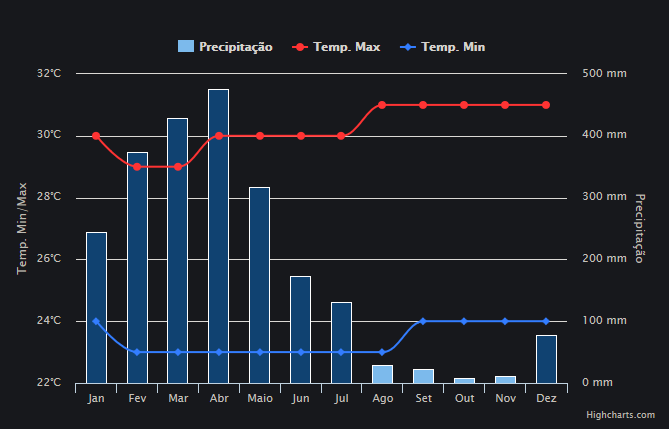 Precipitação Temp. Max Temp. Min
32°C 500 mm
30°C 400 mm
28°C 300 mm
26°C 200 mm
24°C 100 mm
22°C 0 mm
Temp. Min/Max
Precipitação
Jan Fev Mar Abr Maio Jun Jul Ago Set Out Nov Dez
Highcharts.com